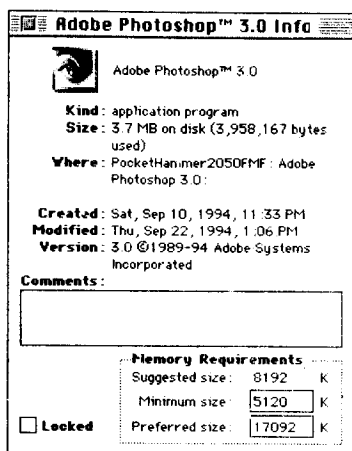 Adobe Photoshop™ 3.0 Info
Adobe Photoshop™ 3.0
Kind: application program
Size: 3.7 MB on disk (3,958,167 bytes
used)
Where: PocketHammer2050FMF: Adobe
Photoshop 3.0:
Created: Sat, Sep 10, 1994, 11:33 PM
Modified: Thu, Sep 22, 1994, 1:06 PM
Version: 3.0 ©1989-94 Adobe Systems
Incorporated
Comments:
Memory Requirements
Suggested size: 8192 K
Minimum size: 5120 K
Locked
Preferred size: 17092 K